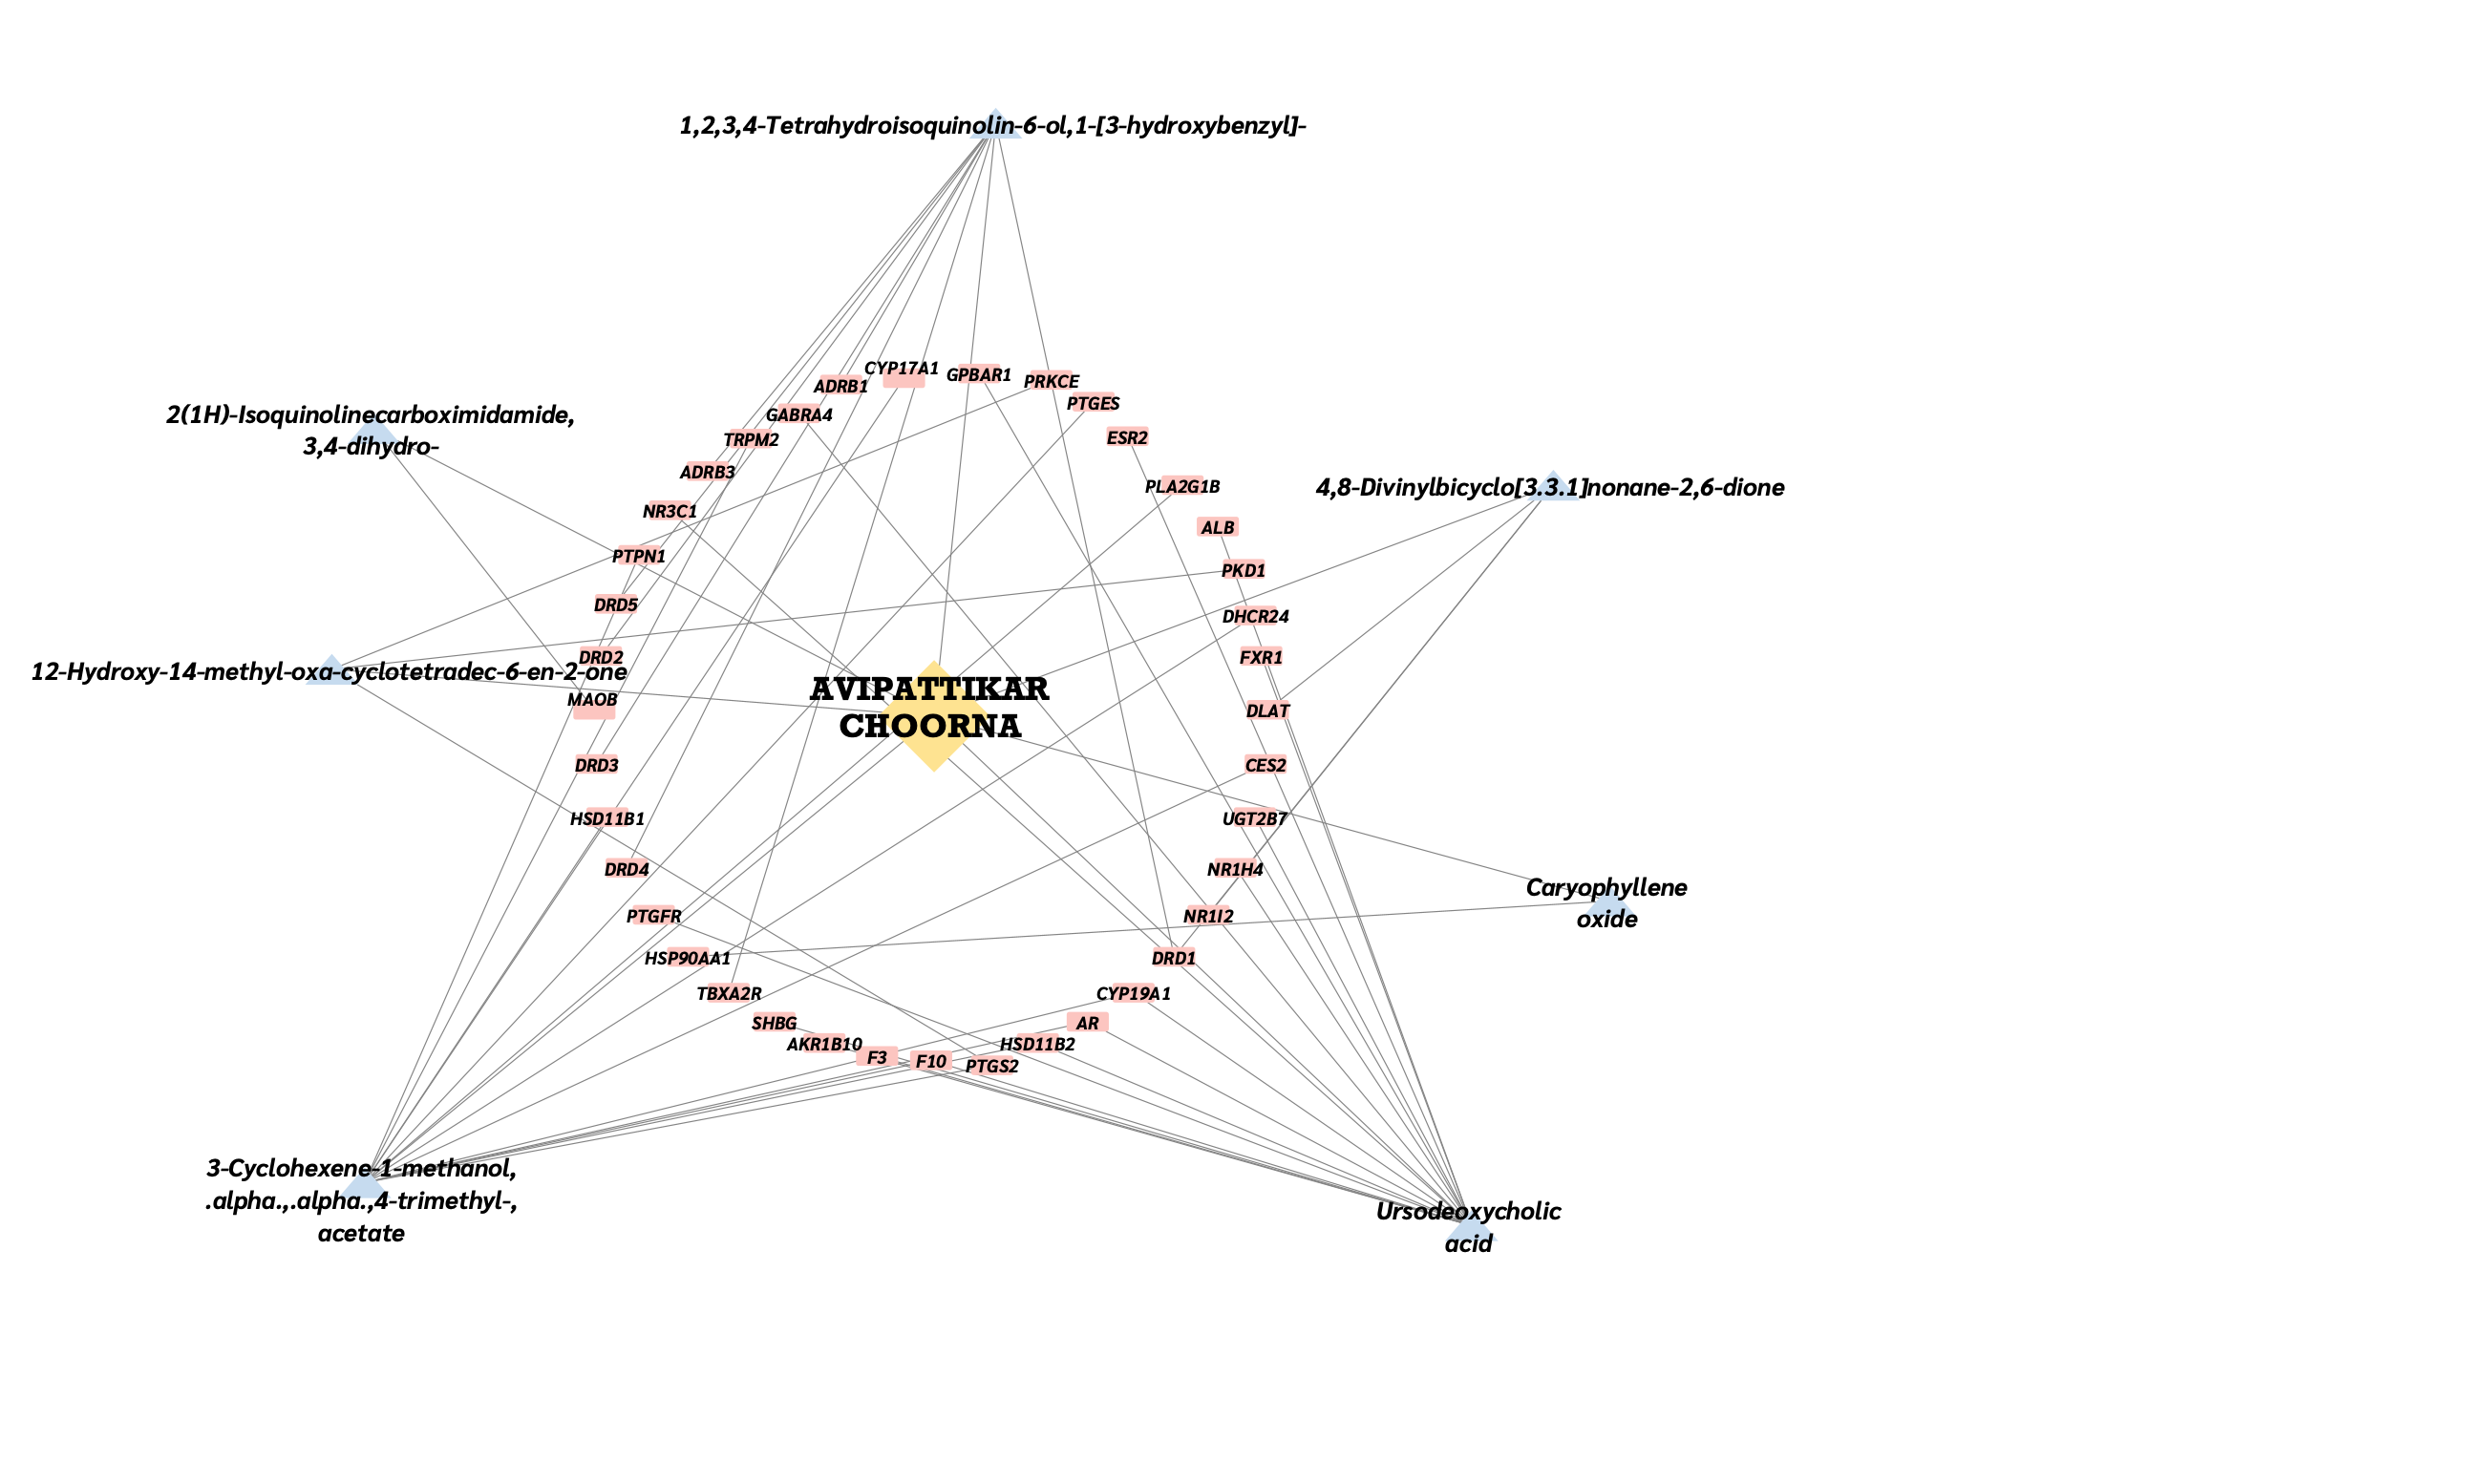 1,2,3,4-Tetrahydroisoquinolin-6-ol,1-[3-hydroxybenzyl]-
CYP17A1
GPBAR1
PRKCE
ADRB1
PTGES
GABRA4
2(1H)-Isoquinolinecarboximidamide,
3,4-dihydro-
TRPM2
ESR2
ADRB3
PLA2G1B
4,8-Divinylbicyclo[3.3.1]nonane-2,6-dione
NR3C1
ALB
PTPN1
PKD1
DRD5
DHCR24
DRD2
FXR1
12-Hydroxy-14-methyl-oxa-cyclotetradec-6-en-2-one
AVIPATTIKAR
CHOORNA
MAOB
DLAT
DRD3
CES2
HSD11B1
UGT2B7
DRD4
NR1H4
Caryophyllene
oxide
PTGFR
NR1I2
HSP90AA1
DRD1
TBXA2R
CYP19A1
SHBG
AR
AKR1B10
HSD11B2
F3
F10
PTGS2
3-Cyclohexene-1-methanol,
.alpha.,.alpha.,4-trimethyl-,
acetate
Ursodeoxycholic
acid